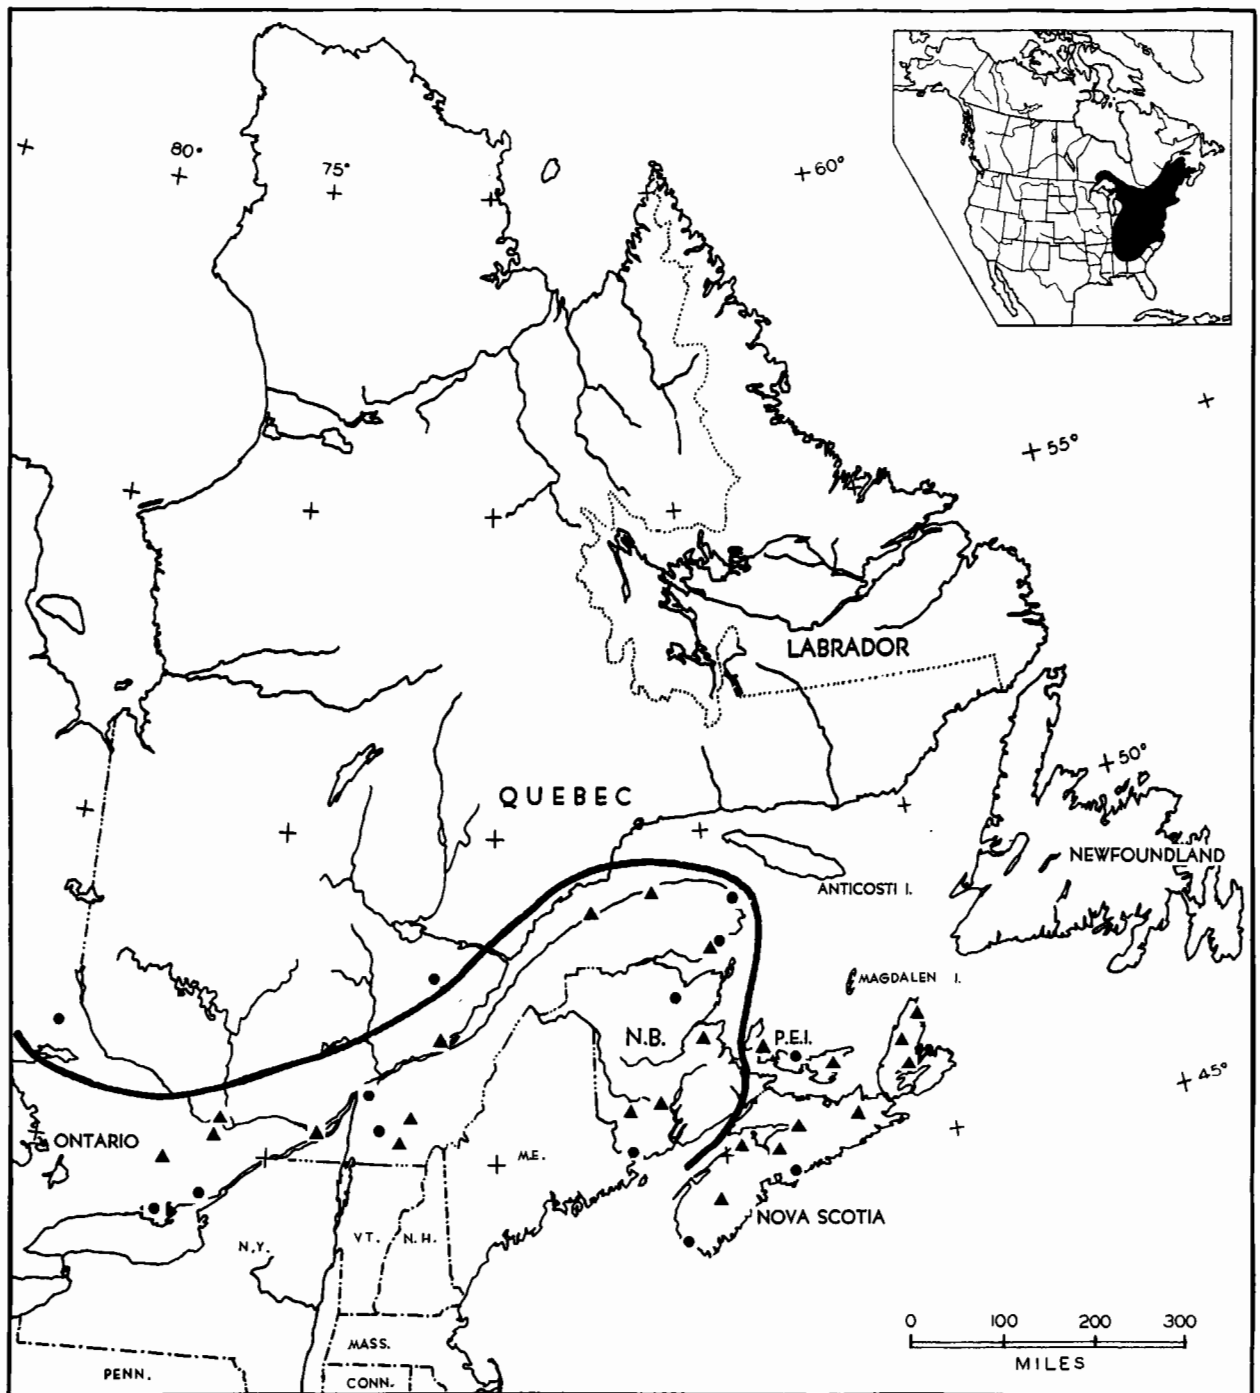 80°
75°
60°
55°
LABRADOR
50°
QUEBEC
NEWFOUNDLAND
ANTICOSTI I.
MAGDALEN I.
N.B.
P.E.I.
45°
ONTARIO
M.E.
NOVA SCOTIA
N.Y.
VT.
N.H.
0 100 200 300
MILES
MASS.
PENN.
CONN.